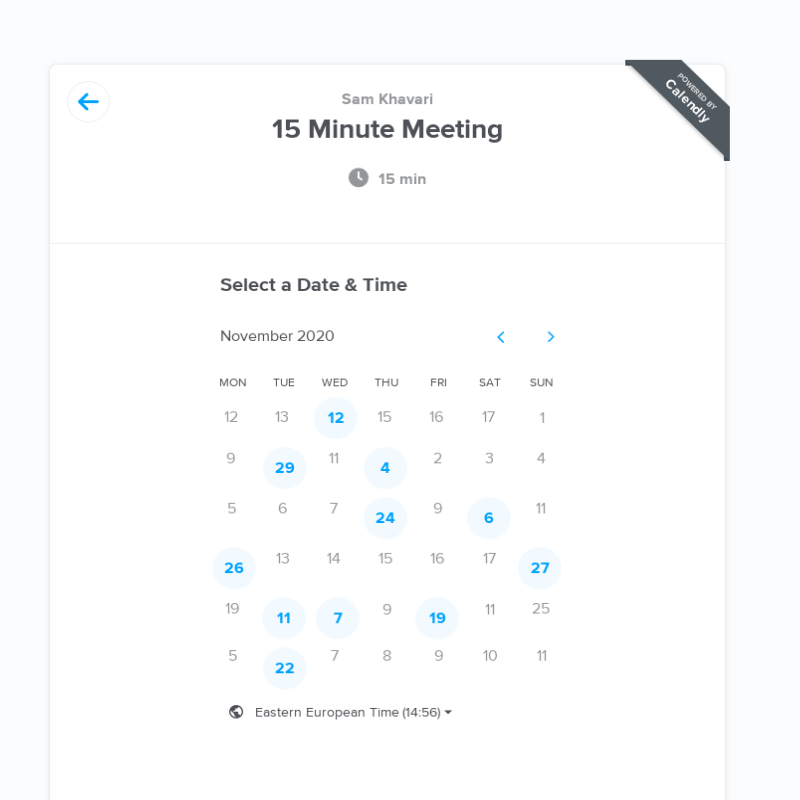 POWERED BY
Calendly
Sam Khavari
15 Minute Meeting
15 min
Select a Date & Time
November 2020
MON TUE WED THU FRI SAT SUN
12 13 12 15 16 17 1
9 29 11 4 2 3 4
5 6 7 24 9 6 11
26 13 14 15 16 17 27
19 11 7 9 19 11 25
5 22 7 8 9 10 11
Eastern European Time (14:56)